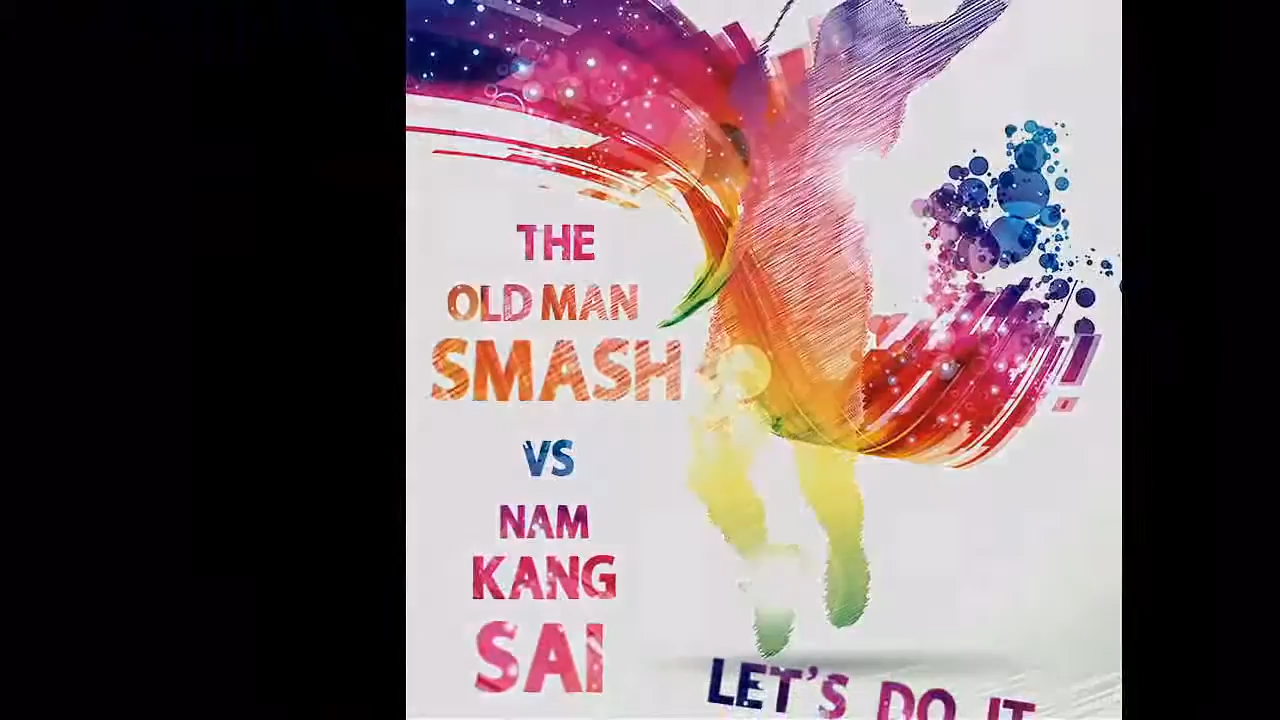 THE
OLD MAN
SMASH
VS
NAM
KANG
SAI
!
LET'S DO IT